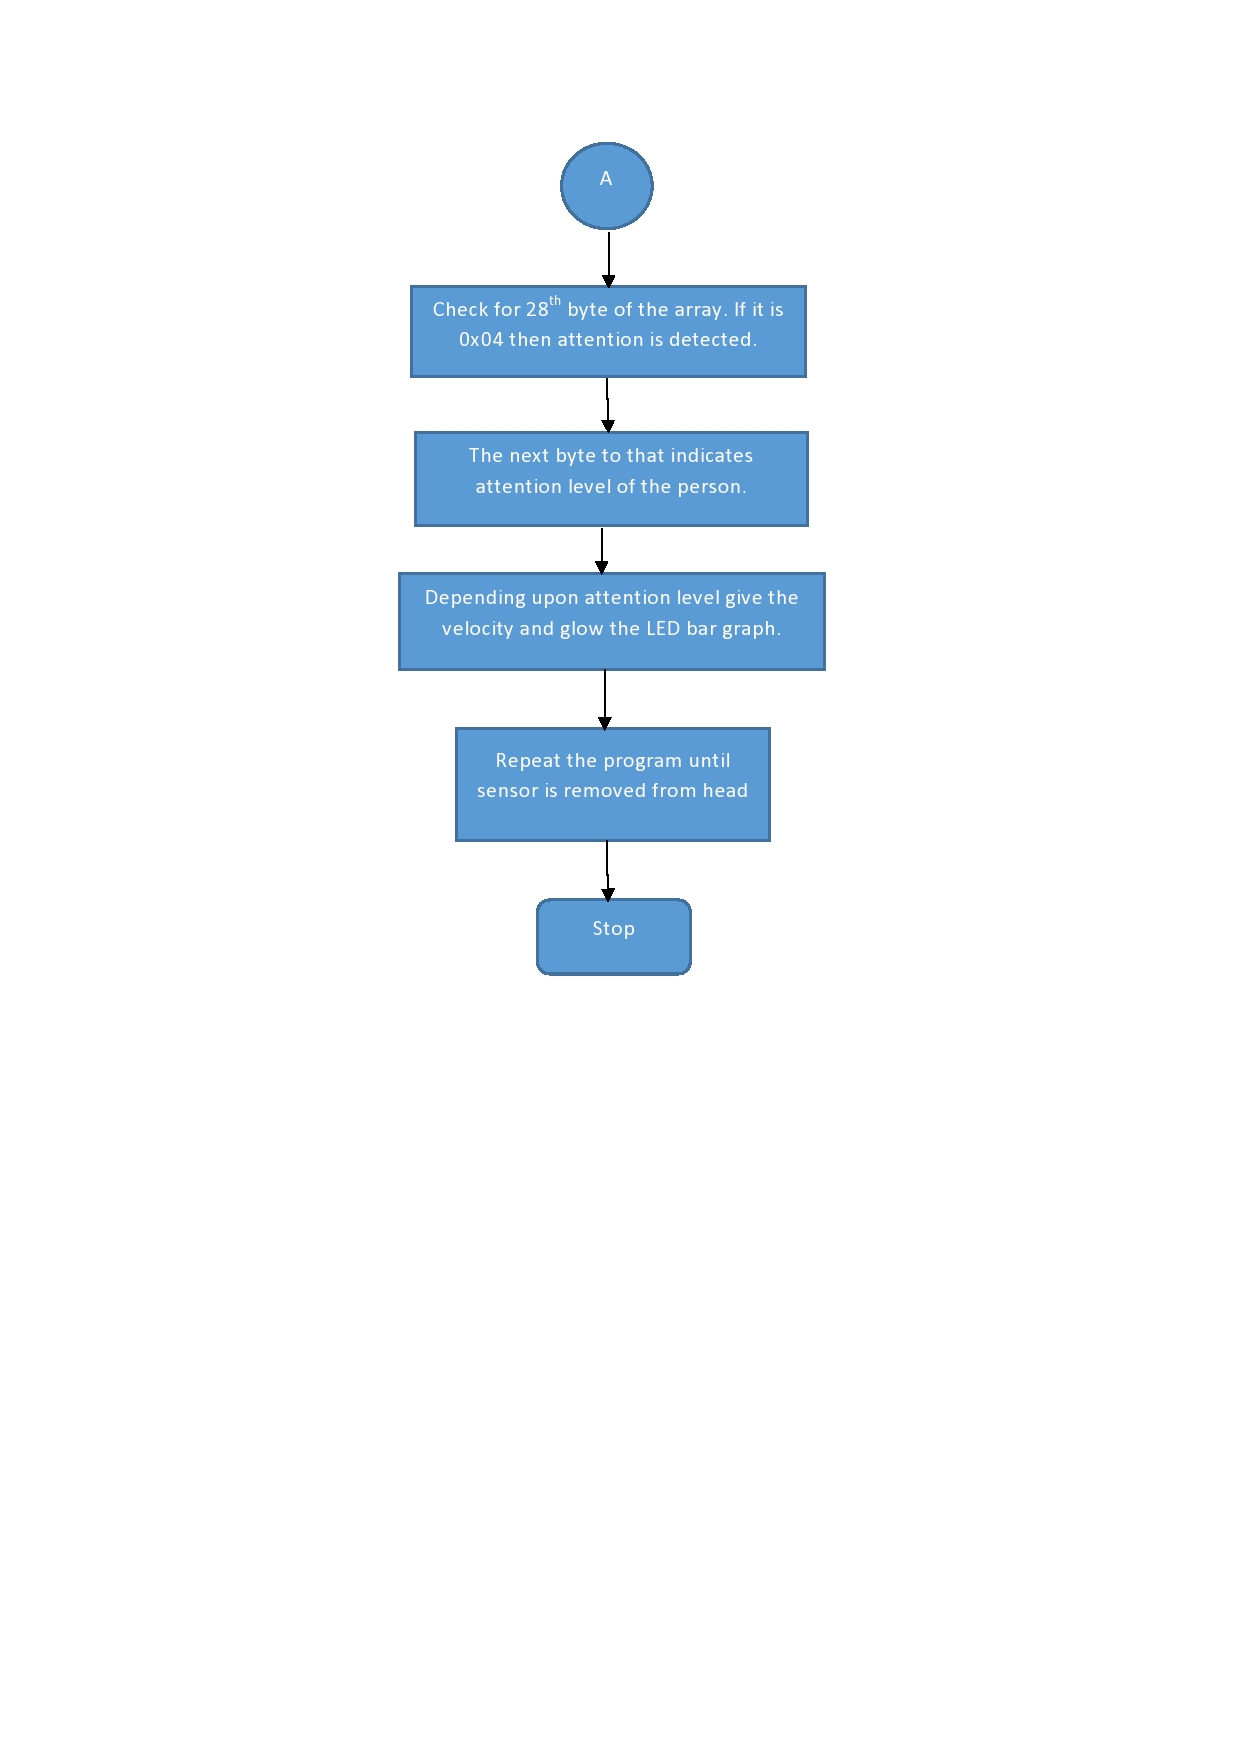 A
Check for 28th byte of the array. If it is
0x04 then attention is detected.
The next byte to that indicates
attention level of the person.
Depending upon attention level give the
velocity and glow the LED bar graph.
Repeat the program until
sensor is removed from head
Stop